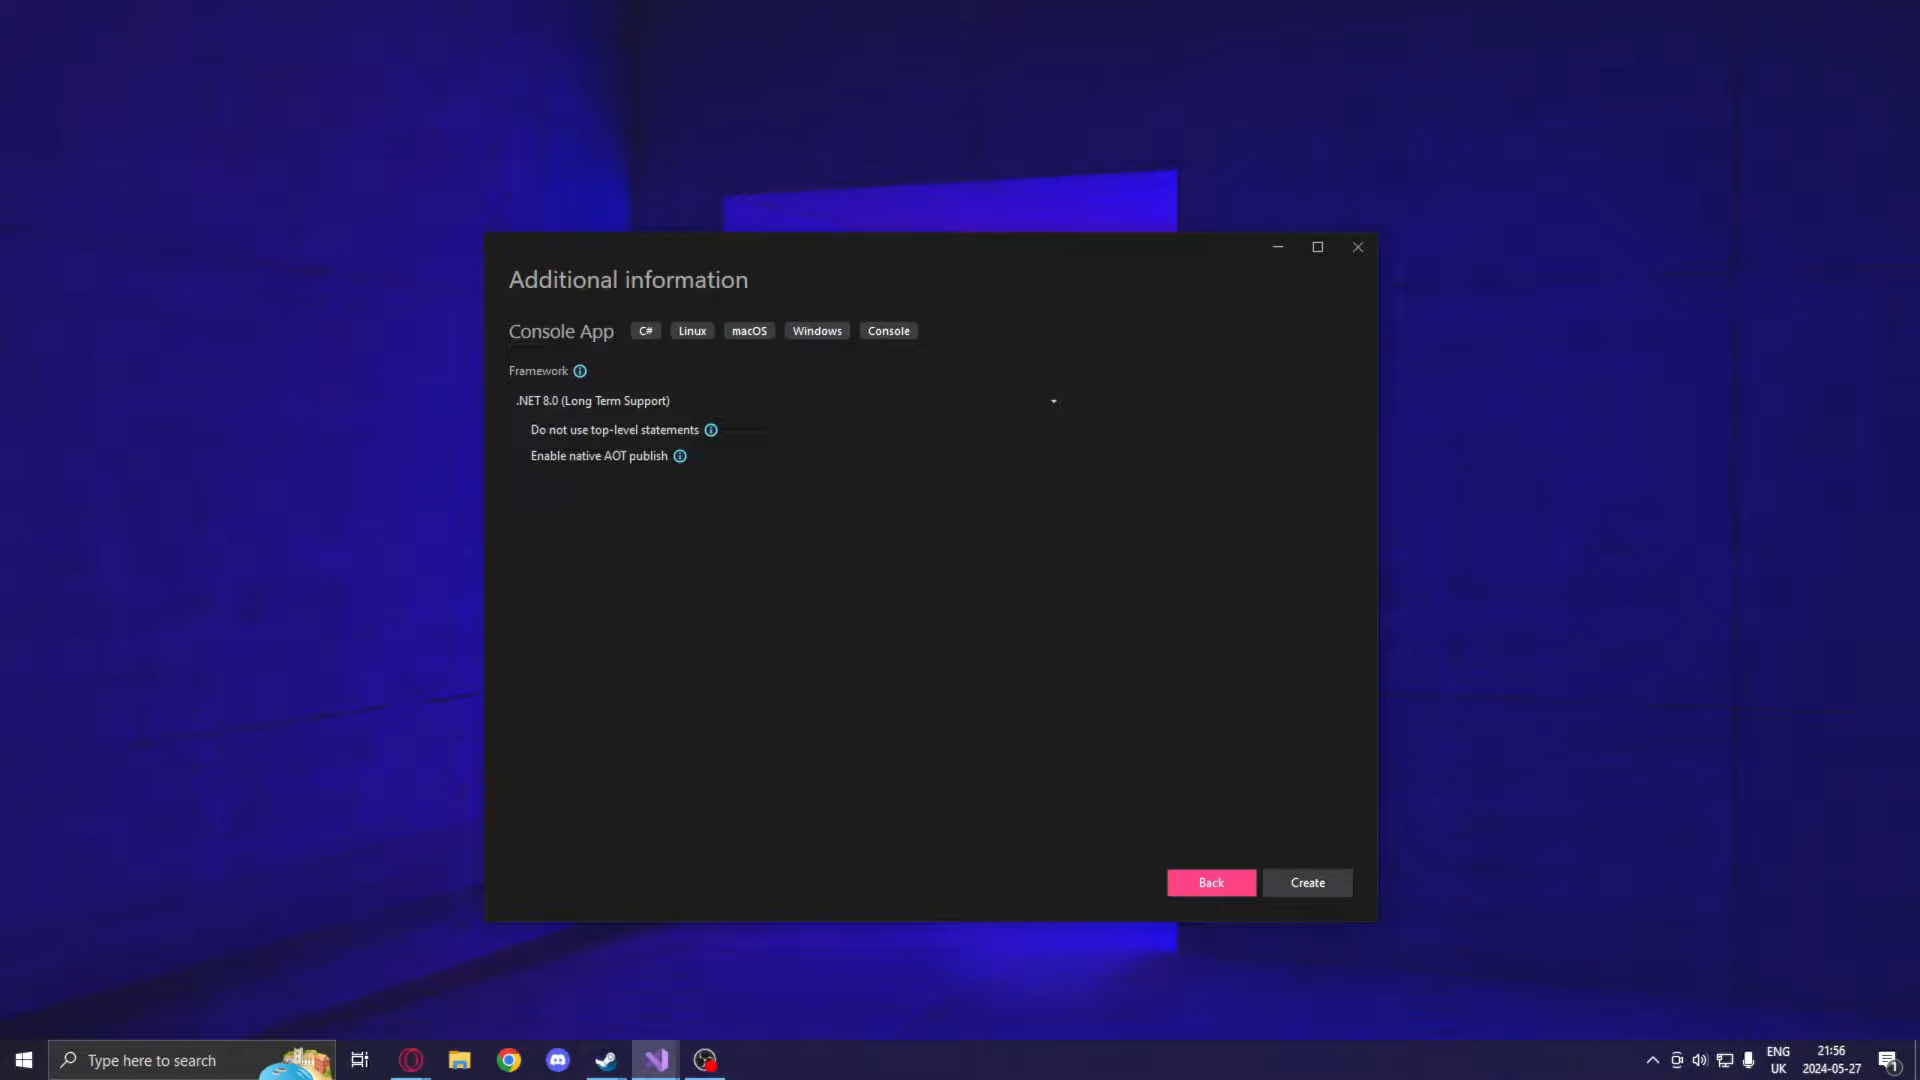 Additional information
Console App C# Linux macOS Windows Console
Framework
.NET 8.0 (Long Term Support)
Do not use top-level statements
Enable native AOT publish
Back Create
Type here to search
ENG
UK
21:56
2024-05-27
1